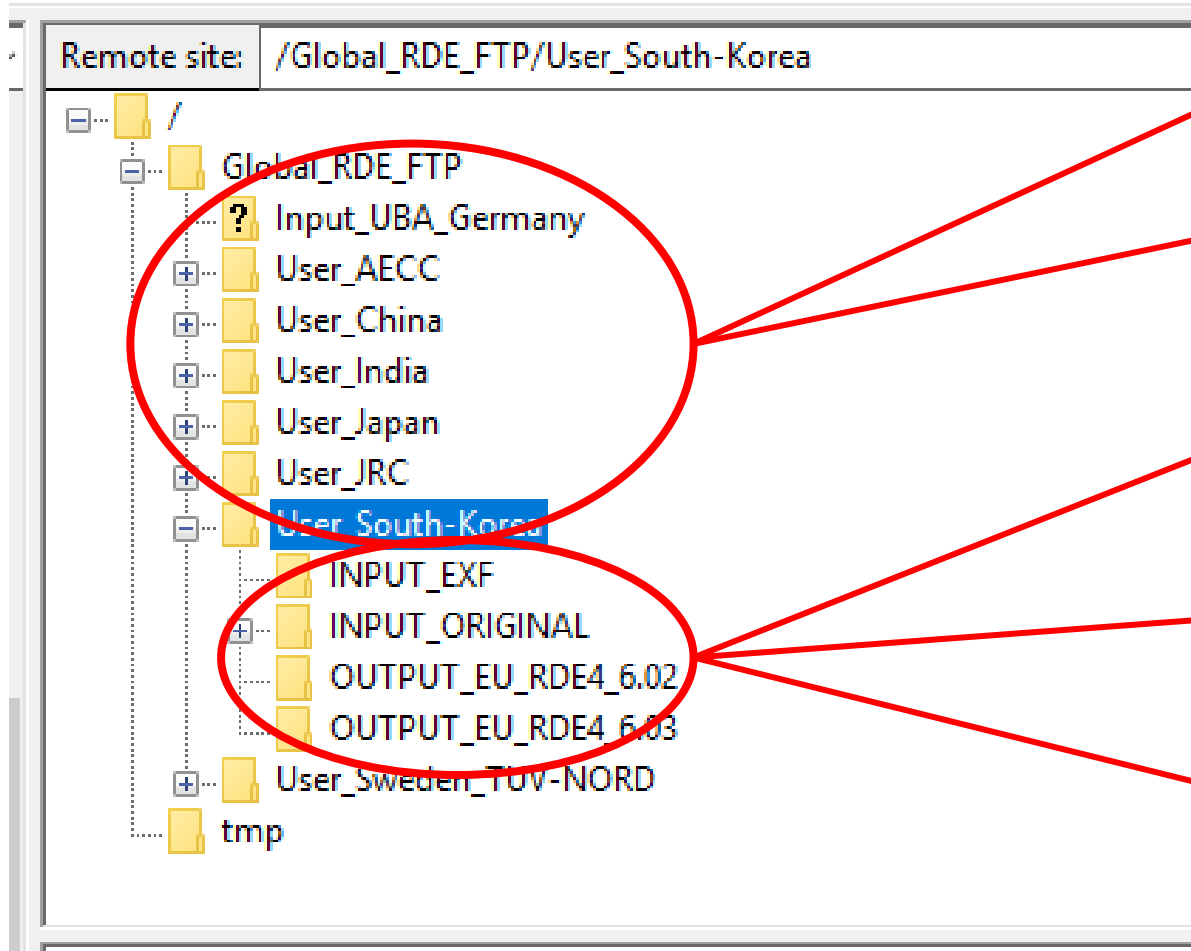 Remote site: /Global_RDE_FTP/User_South-Korea
/
Global_RDE_FTP
? Input_UBA_Germany
User_AECC
User_China
User_India
User_Japan
User_JRC
User_South-Korea
INPUT_EXF
INPUT_ORIGINAL
OUTPUT_EU_RDE4_6.02
OUTPUT_EU_RDE4_6.03
User_Sweden_TUV-NORD
tmp